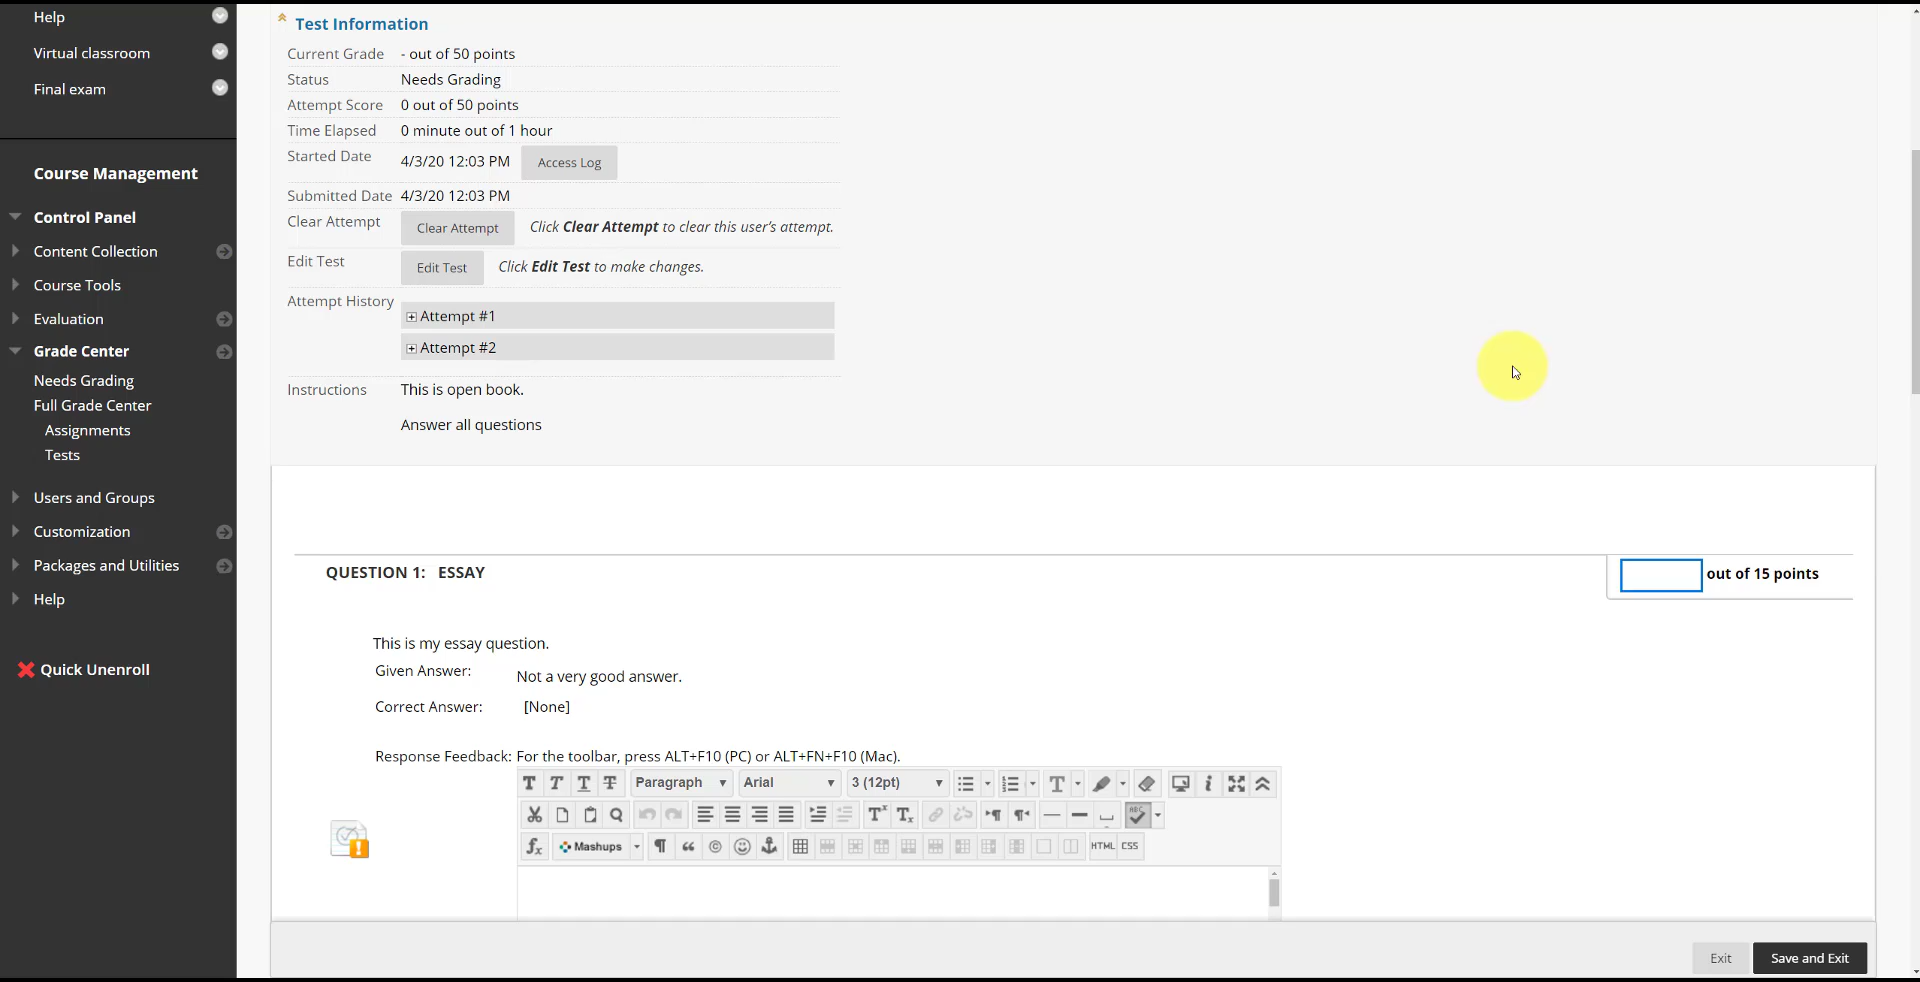 Help
Virtual classroom
Final exam
Course Management
Control Panel
Content Collection
Course Tools
Evaluation
Grade Center
Needs Grading
Full Grade Center
Assignments
Tests
Users and Groups
Customization
Packages and Utilities
Help
Quick Unenroll
Test Information
Current Grade - out of 50 points
Status Needs Grading
Attempt Score 0 out of 50 points
Time Elapsed 0 minute out of 1 hour
Started Date 4/3/20 12:03 PM Access Log
Submitted Date 4/3/20 12:03 PM
Clear Attempt Clear Attempt Click Clear Attempt to clear this user's attempt.
Edit Test Edit Test Click Edit Test to make changes.
Attempt History
Attempt #1
Attempt #2
Instructions This is open book.
Answer all questions
QUESTION 1: ESSAY out of 15 points
This is my essay question.
Given Answer: Not a very good answer.
Correct Answer: [None]
Response Feedback: For the toolbar, press ALT+F10 (PC) or ALT+FN+F10 (Mac).
T T T T Paragraph Arial 3 (12pt) T i
Tx Tx ABC
fx Mashups ¶ © HTML CSS
Exit Save and Exit